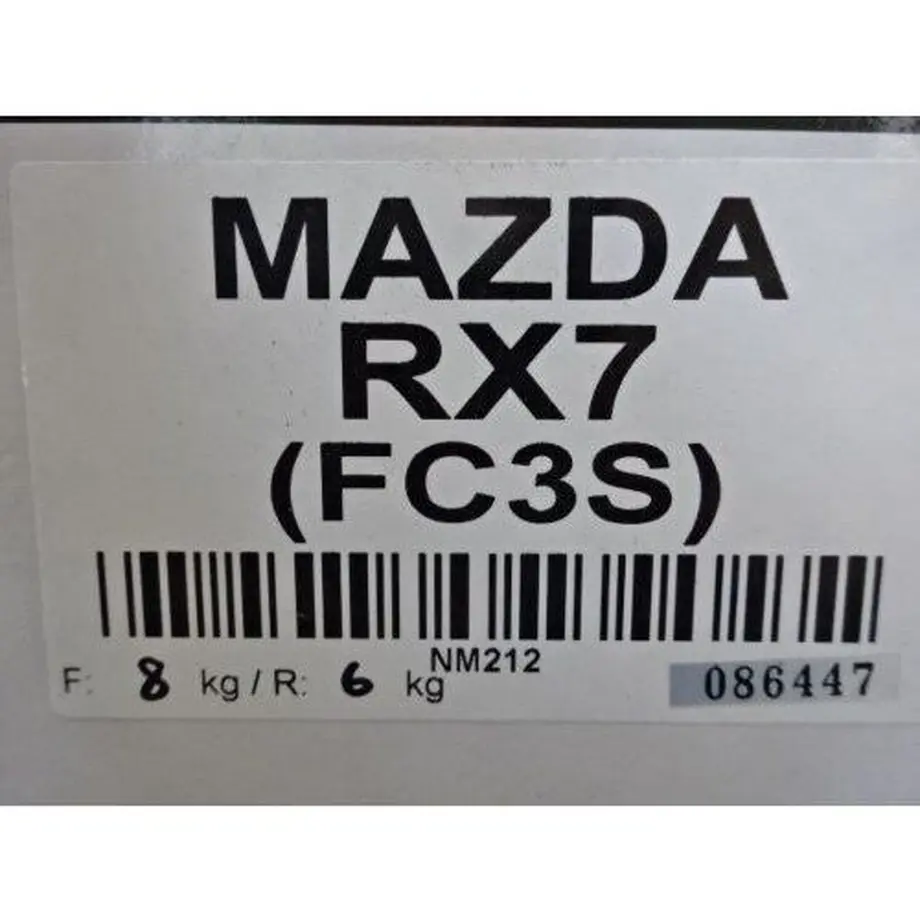 MAZDA
RX7
(FC3S)
NM212
F: 8 kg / R: 6 kg
086447